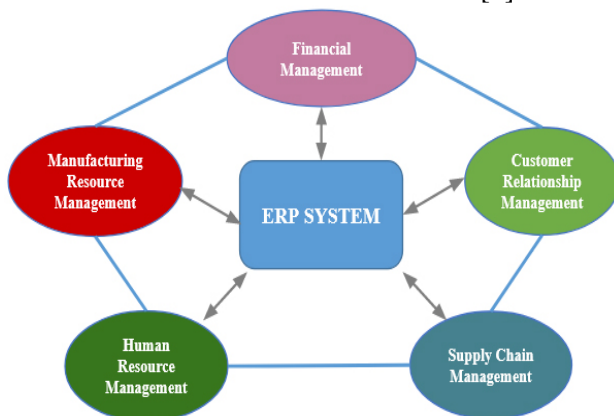 Financial
Management
Manufacturing
Resource
Management
Customer
Relationship
Management
ERP SYSTEM
Human
Resource
Management
Supply Chain
Management